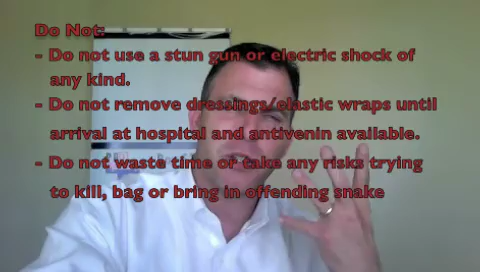 Do Not:
- Do not use a stun gun or electric shock of
any kind.
- Do not remove dressings/elastic wraps until
arrival at hospital and antivenin available.
- Do not waste time or take any risks trying
to kill, bag or bring in offending snake